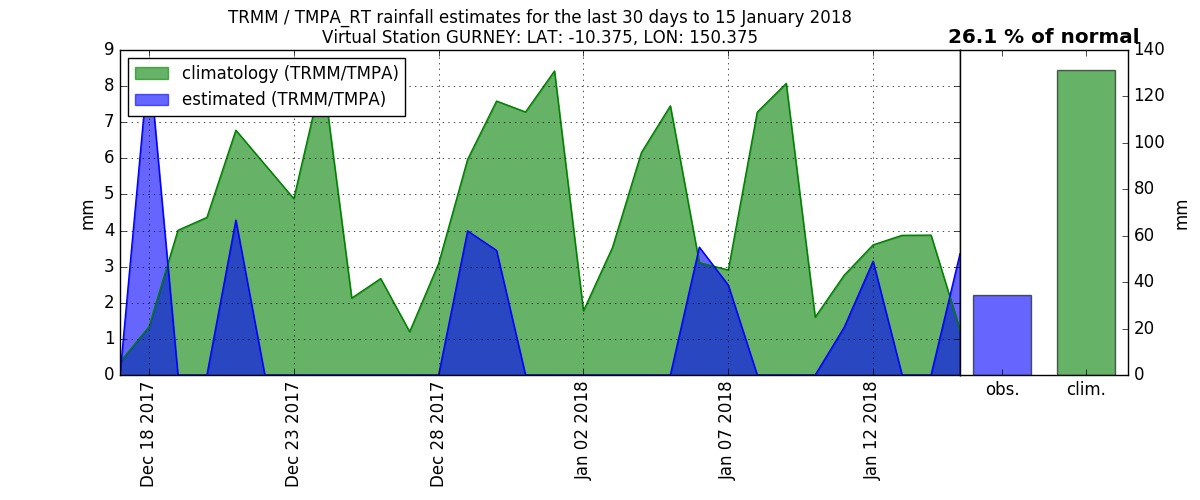 TRMM / TMPA_RT rainfall estimates for the last 30 days to 15 January 2018
Virtual Station GURNEY: LAT: -10.375, LON: 150.375
26.1 % of normal
climatology (TRMM/TMPA)
estimated (TRMM/TMPA)
9
8
7
6
5
4
3
2
1
0
mm
Dec 18 2017
Dec 23 2017
Dec 28 2017
Jan 02 2018
Jan 07 2018
Jan 12 2018
140
120
100
80
60
40
20
0
mm
obs.
clim.